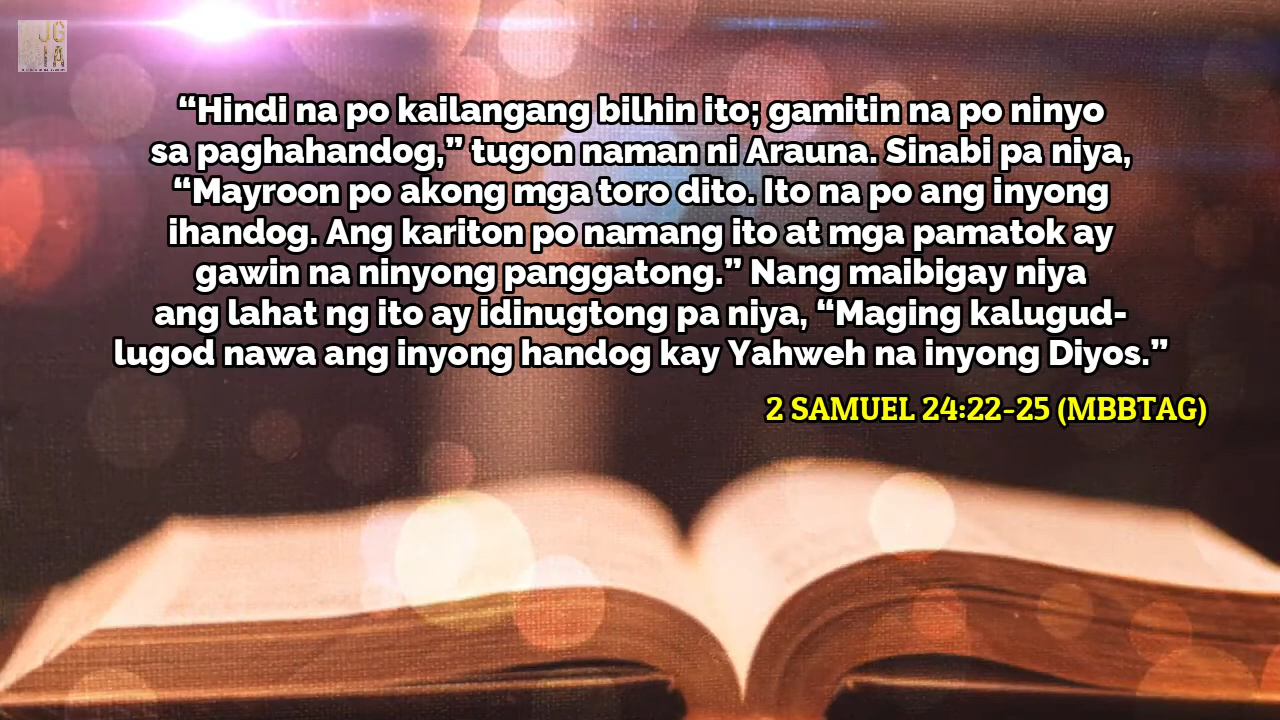 JG
IA
“Hindi na po kailangang bilhin ito; gamitin na po ninyo
sa paghahandog,” tugon naman ni Arauna. Sinabi pa niya,
“Mayroon po akong mga toro dito. Ito na po ang inyong
ihandog. Ang kariton po namang ito at mga pamatok ay
gawin na ninyong panggatong.” Nang maibigay niya
ang lahat ng ito ay idinugtong pa niya, “Maging kalugud-
lugod nawa ang inyong handog kay Yahweh na inyong Diyos.”
2 SAMUEL 24:22-25 (MBBTAG)